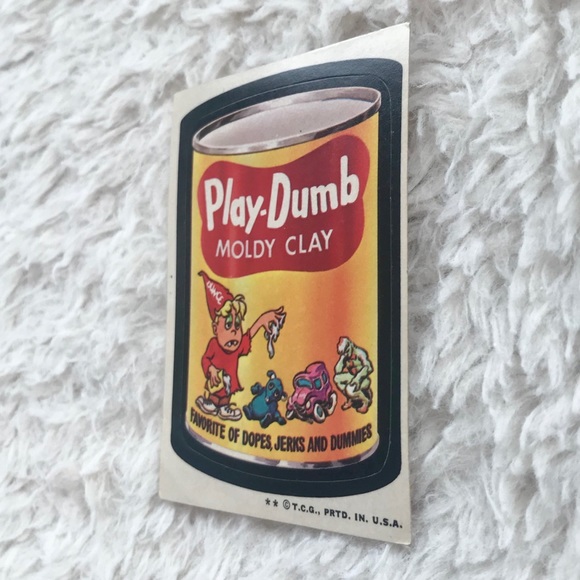 Play-Dumb
MOLDY CLAY
DUNCE
FAVORITE OF DOPES, JERKS AND DUMMIES
** ©T.C.G., PRTD. IN. U.S.A.